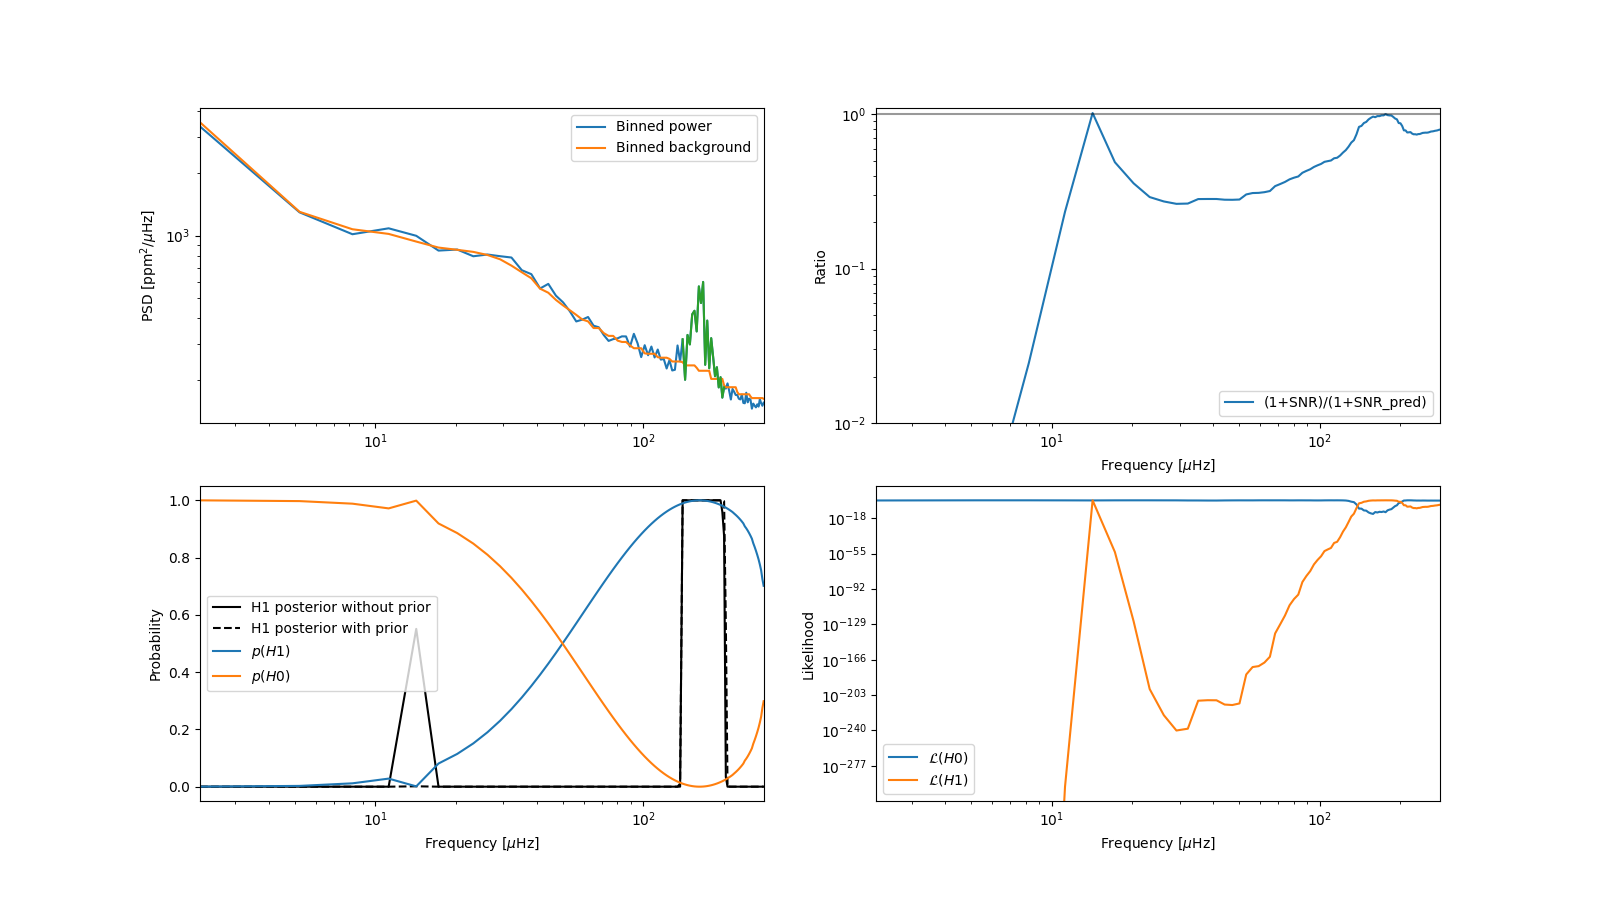 Binned power
Binned background
PSD [ppm²/μHz]
10³
10¹ 10²
Ratio
10⁰
10⁻¹
10⁻²
(1+SNR)/(1+SNR_pred)
10¹ 10²
Frequency [μHz]
Probability
1.0
0.8
0.6
0.4
0.2
0.0
H1 posterior without prior
H1 posterior with prior
p(H1)
p(H0)
10¹ 10²
Frequency [μHz]
Likelihood
10⁻¹⁸
10⁻⁵⁵
10⁻⁹²
10⁻¹²⁹
10⁻¹⁶⁶
10⁻²⁰³
10⁻²⁴⁰
10⁻²⁷⁷
ℒ(H0)
ℒ(H1)
10¹ 10²
Frequency [μHz]